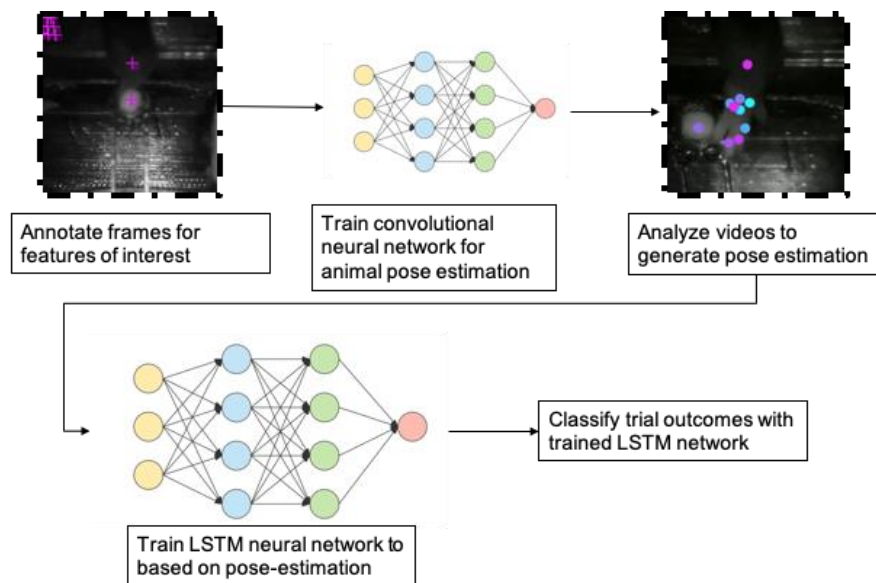 Annotate frames for
features of interest
Train convolutional
neural network for
animal pose estimation
Analyze videos to
generate pose estimation
Classify trial outcomes with
trained LSTM network
Train LSTM neural network to
based on pose-estimation